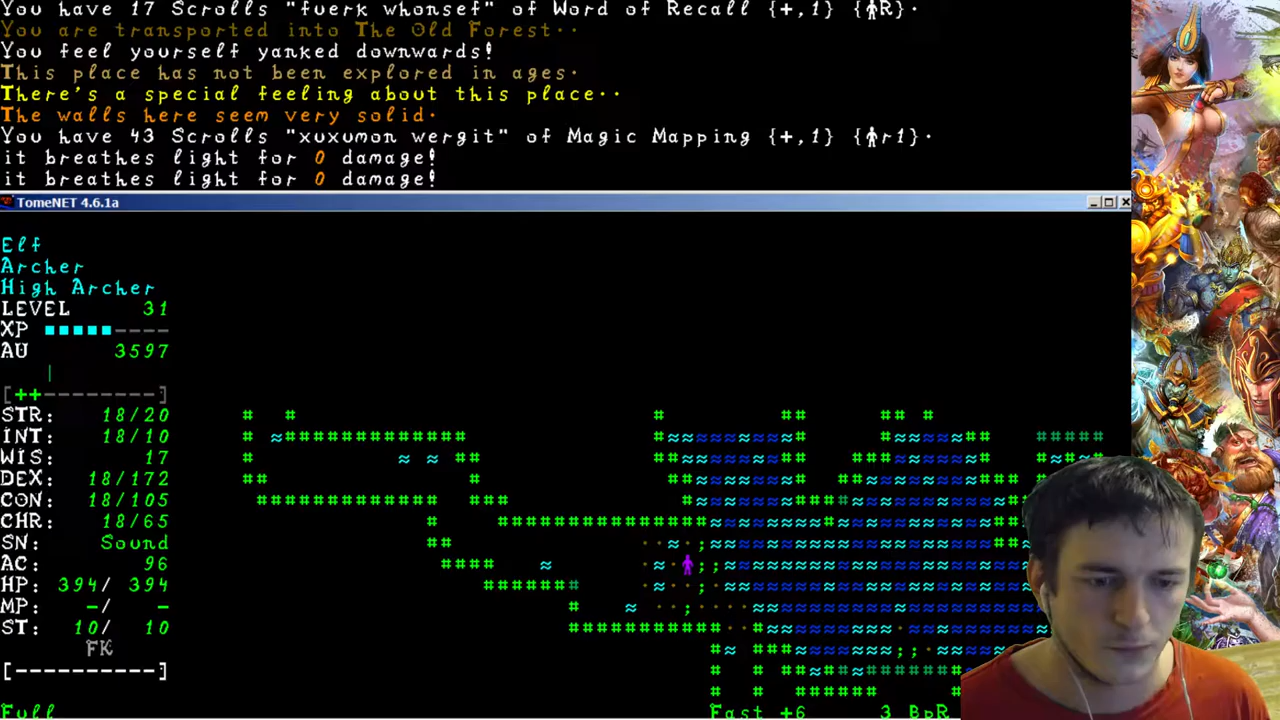 You have 17 Scrolls "fuerk whonsef" of Word of Recall {+,1} {R}.
You are transported into The Old Forest..
You feel yourself yanked downwards!
This place has not been explored in ages.
There's a special feeling about this place..
The walls here seem very solid.
You have 43 Scrolls "xuxumon wergit" of Magic Mapping {+,1} {r1}.
it breathes light for 0 damage!
it breathes light for 0 damage!
TomeNET 4.6.1a
Elf
Archer
High Archer
LEVEL 31
XP
AU 3597
[++---------]
STR: 18/20
INT: 18/10
WIS: 17
DEX: 18/172
CON: 18/105
CHR: 18/65
SN: Sound
AC: 96
HP: 394/ 394
MP: -/ -
ST: 10/ 10
FK
[----------]
Full Fast +6 3 BpR